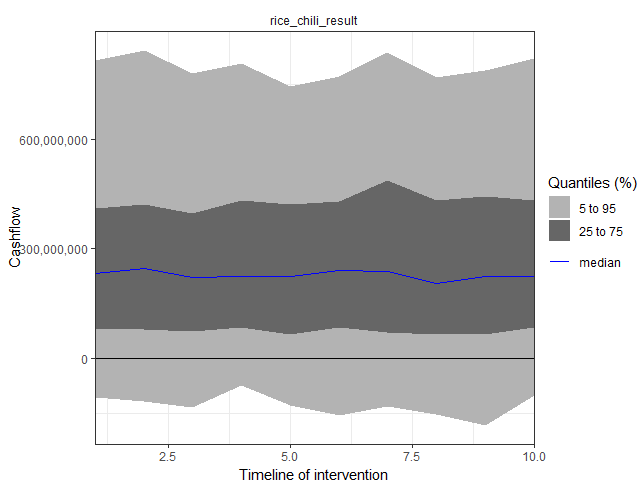 rice_chili_result
Cashflow
600,000,000
300,000,000
0
2.5
5.0
7.5
10.0
Timeline of intervention
Quantiles (%)
5 to 95
25 to 75
median